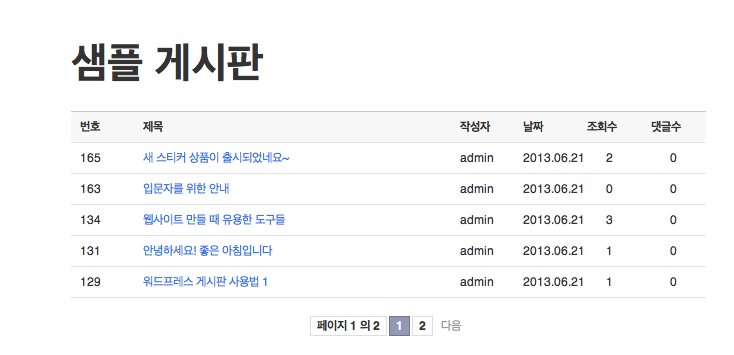 샘플 게시판
번호 제목 작성자 날짜 조회수 댓글수
165 새 스티커 상품이 출시되었네요~ admin 2013.06.21 2 0
163 입문자를 위한 안내 admin 2013.06.21 0 0
134 웹사이트 만들 때 유용한 도구들 admin 2013.06.21 3 0
131 안녕하세요! 좋은 아침입니다 admin 2013.06.21 1 0
129 워드프레스 게시판 사용법 1 admin 2013.06.21 1 0
페이지 1 의 2 1 2 다음